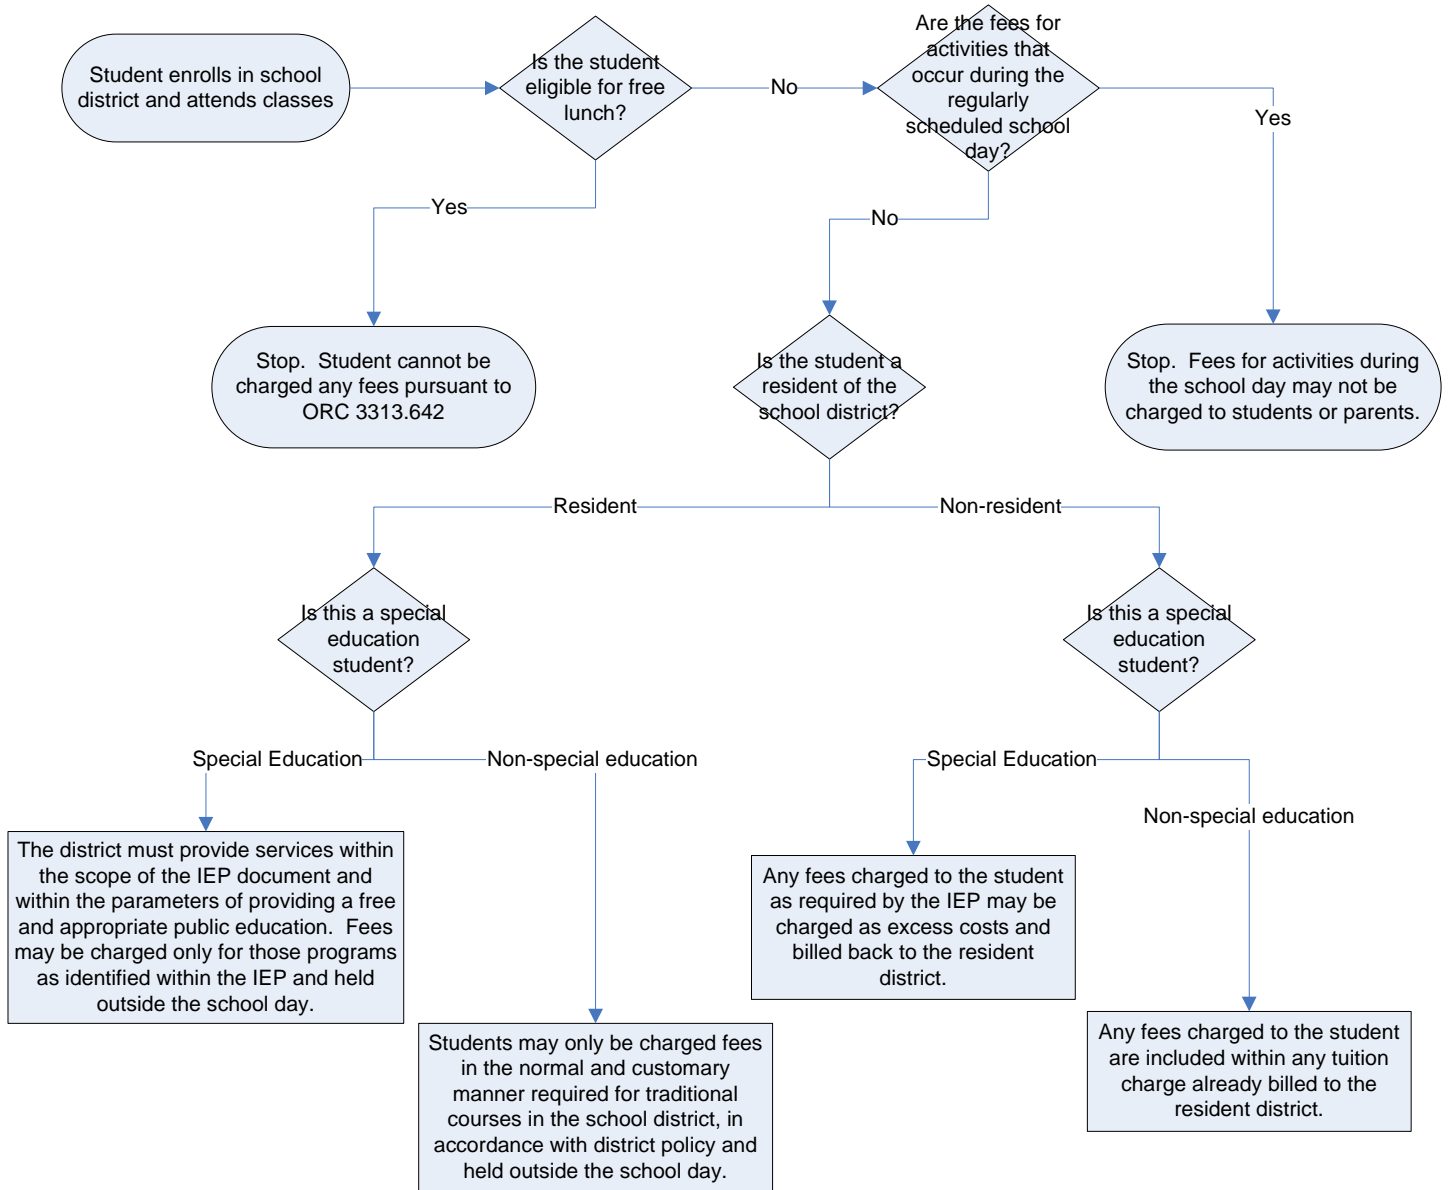 Student enrolls in school
district and attends classes
Is the student
eligible for free
lunch?
No
Are the fees for
activities that
occur during the
regularly
scheduled school
day?
Yes
Yes
No
Stop.  Student cannot be
charged any fees pursuant to
ORC 3313.642
Is the student a
resident of the
school district?
Stop.  Fees for activities during
the school day may not be
charged to students or parents.
Resident
Non-resident
Is this a special
education
student?
Is this a special
education
student?
Special Education
Non-special education
Special Education
Non-special education
The district must provide services within
the scope of the IEP document and
within the parameters of providing a free
and appropriate public education.  Fees
may be charged only for those programs
as identified within the IEP and held
outside the school day.
Students may only be charged fees
in the normal and customary
manner required for traditional
courses in the school district, in
accordance with district policy and
held outside the school day.
Any fees charged to the student
as required by the IEP may be
charged as excess costs and
billed back to the resident
district.
Any fees charged to the student
are included within any tuition
charge already billed to the
resident district.